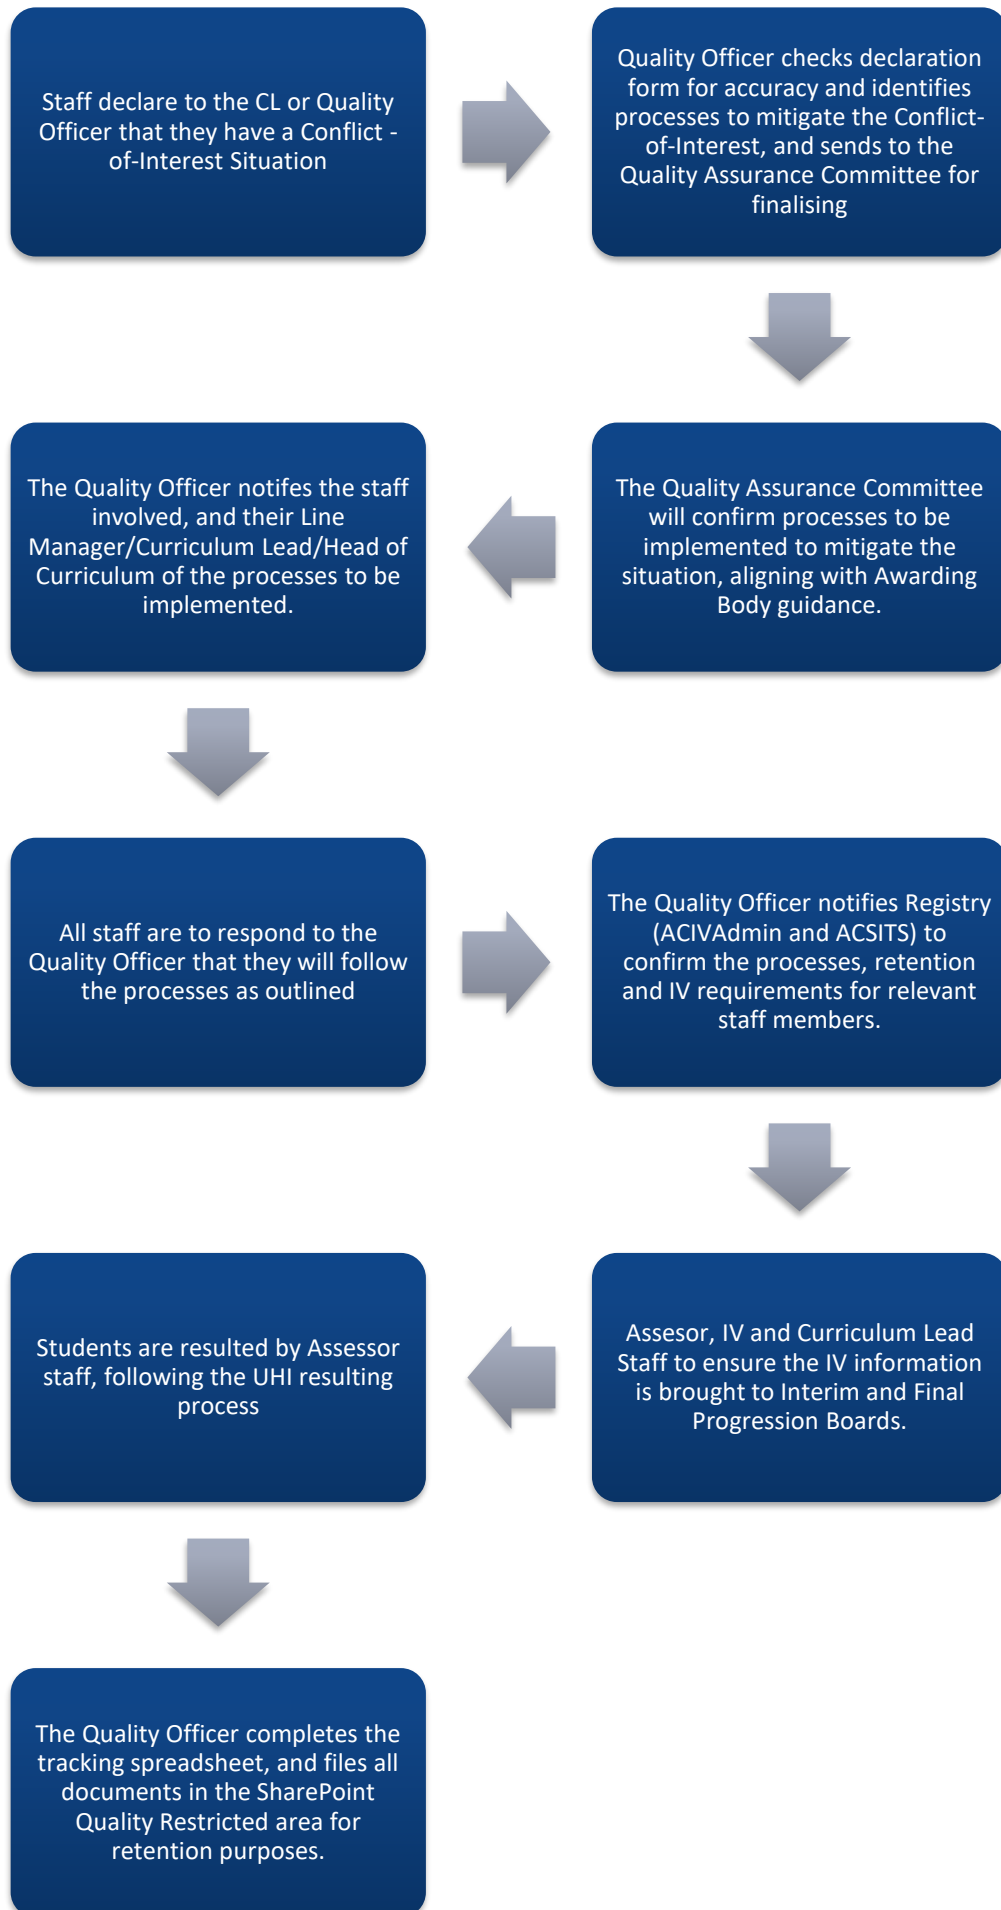 Staff declare to the CL or Quality
Officer that they have a Conflict -
of-Interest Situation
Quality Officer checks declaration
form for accuracy and identifies
processes to mitigate the Conflict-
of-Interest, and sends to the
Quality Assurance Committee for
finalising
The Quality Assurance Committee
will confirm processes to be
implemented to mitigate the
situation, aligning with Awarding
Body guidance.
The Quality Officer notifes the staff
involved, and their Line
Manager/Curriculum Lead/Head of
Curriculum of the processes to be
implemented.
All staff are to respond to the
Quality Officer that they will follow
the processes as outlined
The Quality Officer notifies Registry
(ACIVAdmin and ACSITS) to
confirm the processes, retention
and IV requirements for relevant
staff members.
Assesor, IV and Curriculum Lead
Staff to ensure the IV information
is brought to Interim and Final
Progression Boards.
Students are resulted by Assessor
staff, following the UHI resulting
process
The Quality Officer completes the
tracking spreadsheet, and files all
documents in the SharePoint
Quality Restricted area for
retention purposes.